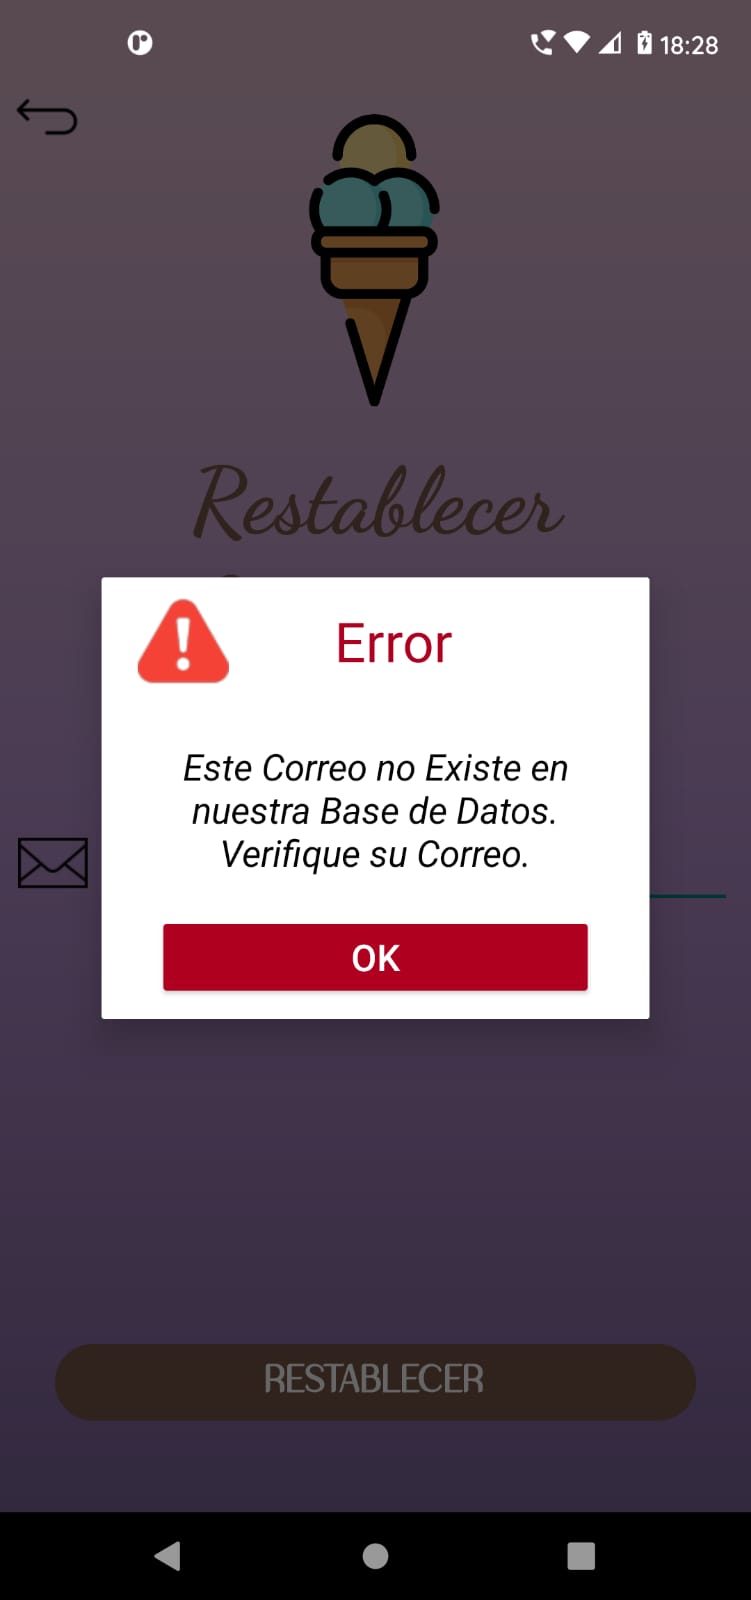 18:28
Restablecer
Error
Este Correo no Existe en
nuestra Base de Datos.
Verifique su Correo.
OK
RESTABLECER